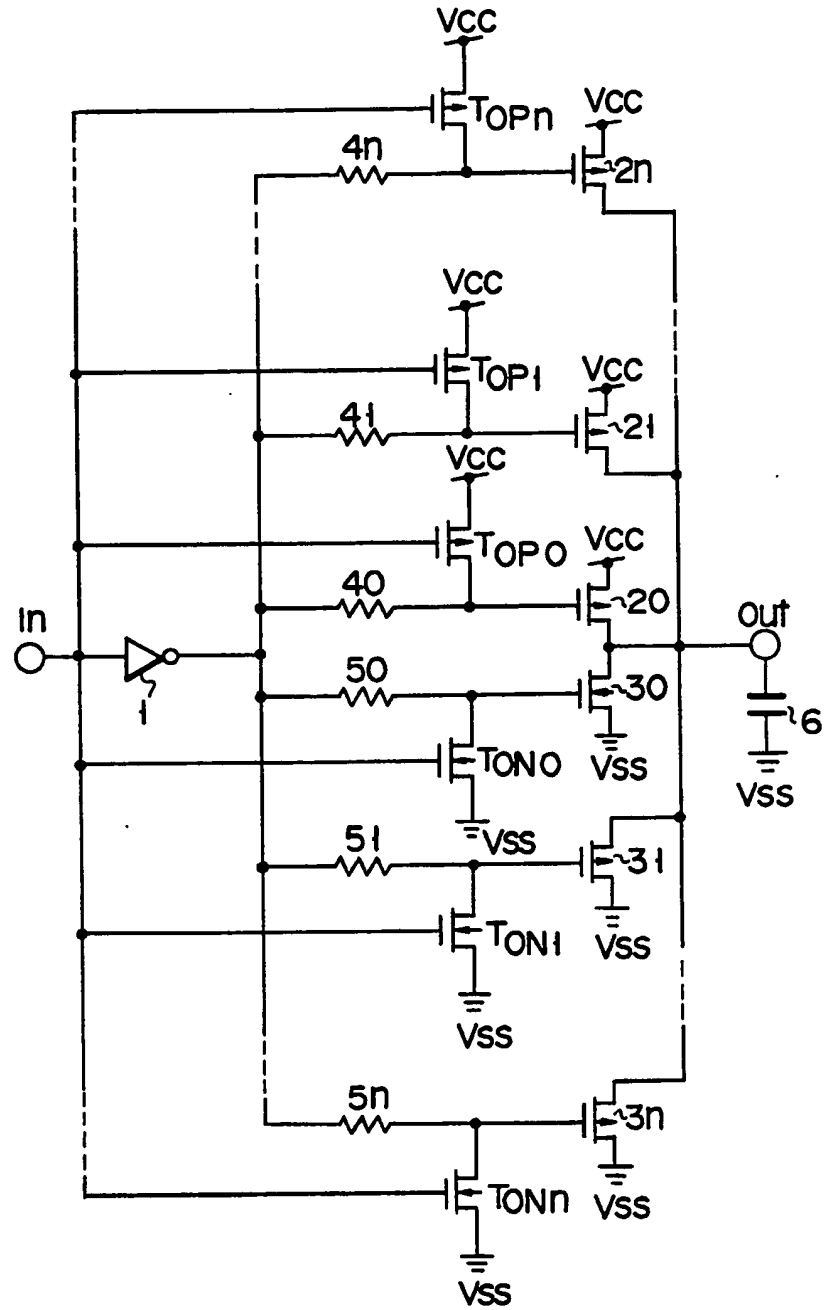 VCC
TOPn
VCC
4n
2n
VCC
TOP1
VCC
41
21
VCC
TOP0
VCC
40
20
in
out
1
50
30
VSS
6
TON0
VSS
VSS
51
31
VSS
TON1
VSS
5n
3n
VSS
TONn
VSS